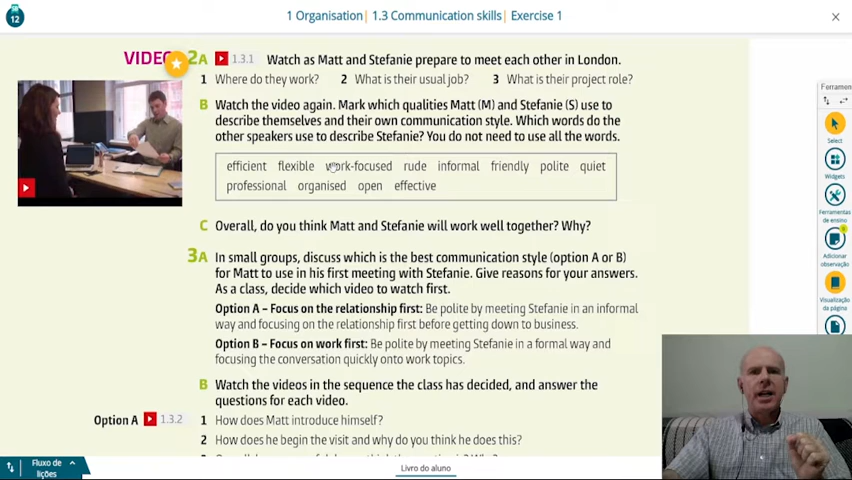 12
1 Organisation| 1.3 Communication skills| Exercise 1
VIDEO 2A 1.3.1 Watch as Matt and Stefanie prepare to meet each other in London.
1 Where do they work? 2 What is their usual job? 3 What is their project role?
B Watch the video again. Mark which qualities Matt (M) and Stefanie (S) use to
describe themselves and their own communication style. Which words do the
other speakers use to describe Stefanie? You do not need to use all the words.
efficient flexible work-focused rude informal friendly polite quiet
professional organised open effective
C Overall, do you think Matt and Stefanie will work well together? Why?
3A In small groups, discuss which is the best communication style (option A or B)
for Matt to use in his first meeting with Stefanie. Give reasons for your answers.
As a class, decide which video to watch first.
Option A – Focus on the relationship first: Be polite by meeting Stefanie in an informal
way and focusing on the relationship first before getting down to business.
Option B – Focus on work first: Be polite by meeting Stefanie in a formal way and
focusing the conversation quickly onto work topics.
B Watch the videos in the sequence the class has decided, and answer the
questions for each video.
Option A 1.3.2 1 How does Matt introduce himself?
2 How does he begin the visit and why do you think he does this?
Fluxo de
lições
Livro do aluno
Ferramen
Select
Widgets
Ferramentas
de ensino
Adicionar
observação
Visualização
da página